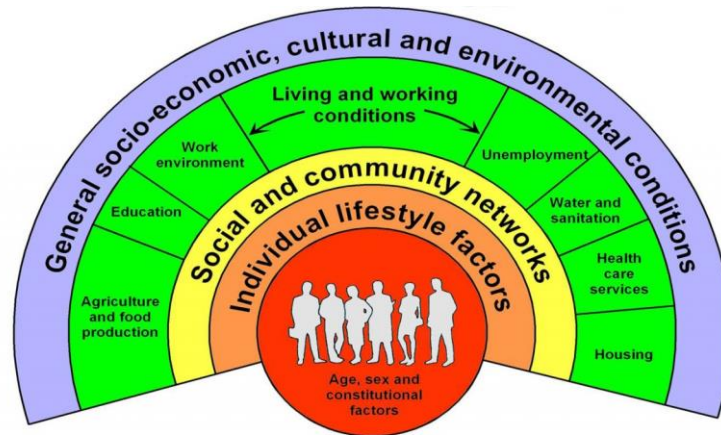 General socio-economic, cultural and environmental conditions
Living and working
conditions
Work
environment
Education
Agriculture
and food
production
Unemployment
Water and
sanitation
Health
care
services
Housing
Social and community networks
Individual lifestyle factors
Age, sex and
constitutional
factors